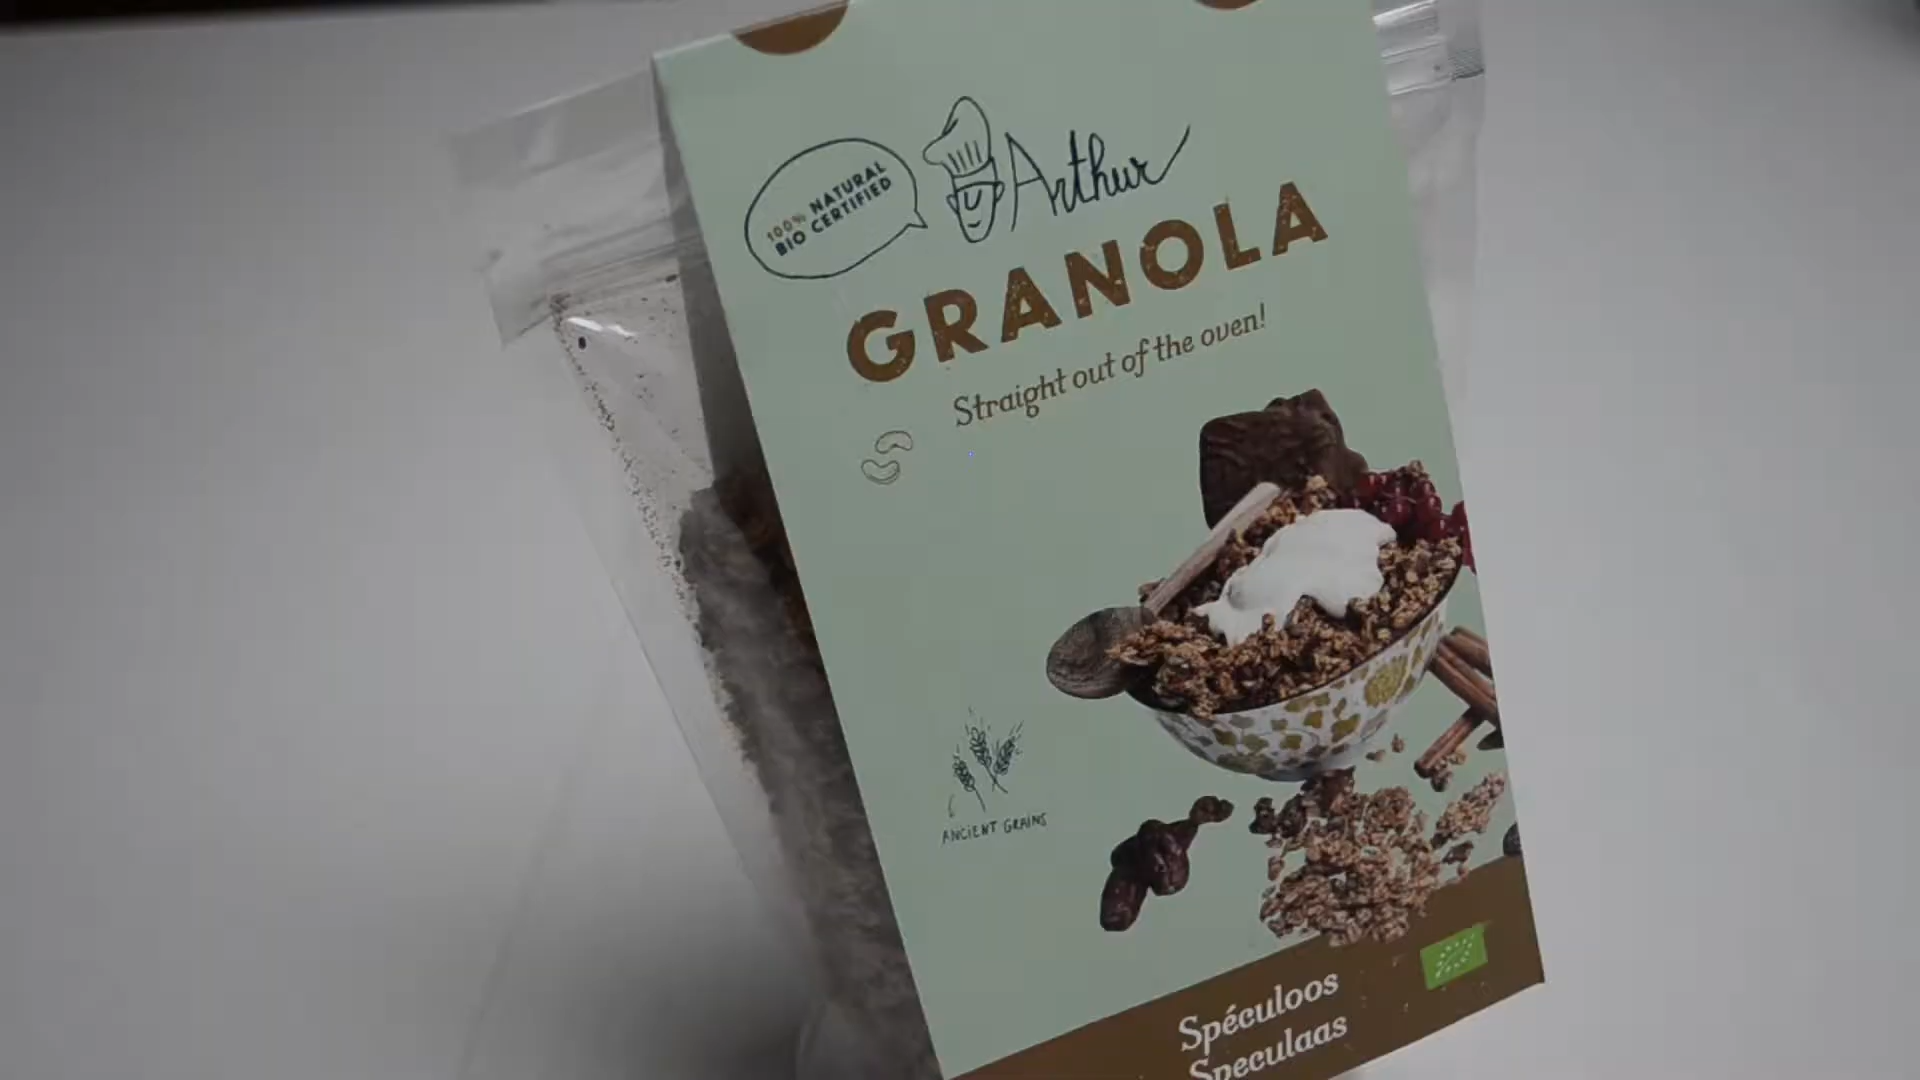 100% NATURAL
BIO CERTIFIED
Arthur
GRANOLA
Straight out of the oven!
ANCIENT GRAINS
Spéculoos
Speculaas